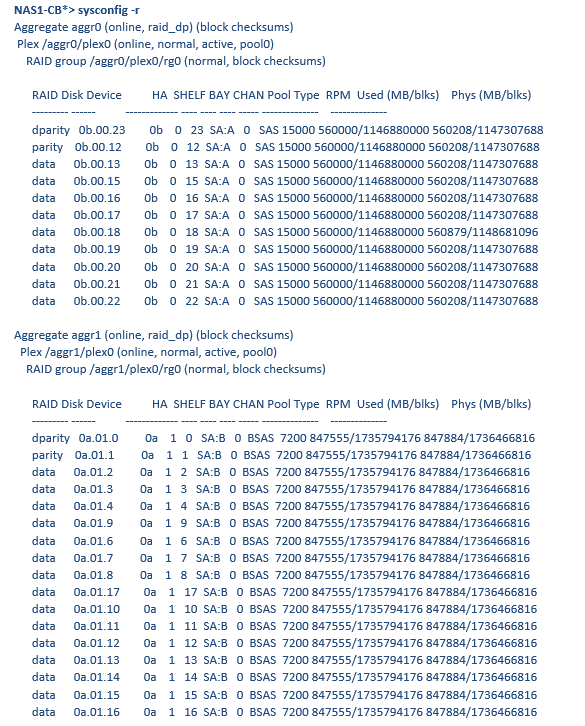 NAS1-CB*> sysconfig -r
Aggregate aggr0 (online, raid_dp) (block checksums)
Plex /aggr0/plex0 (online, normal, active, pool0)
RAID group /aggr0/plex0/rg0 (normal, block checksums)
RAID Disk Device HA SHELF BAY CHAN Pool Type RPM Used (MB/blks) Phys (MB/blks)
--------- ------ ------------- ---- ---- ---- ----- -------------- --------------
dparity 0b.00.23 0b 0 23 SA:A 0 SAS 15000 560000/1146880000 560208/1147307688
parity 0b.00.12 0b 0 12 SA:A 0 SAS 15000 560000/1146880000 560208/1147307688
data 0b.00.13 0b 0 13 SA:A 0 SAS 15000 560000/1146880000 560208/1147307688
data 0b.00.15 0b 0 15 SA:A 0 SAS 15000 560000/1146880000 560208/1147307688
data 0b.00.16 0b 0 16 SA:A 0 SAS 15000 560000/1146880000 560208/1147307688
data 0b.00.17 0b 0 17 SA:A 0 SAS 15000 560000/1146880000 560208/1147307688
data 0b.00.18 0b 0 18 SA:A 0 SAS 15000 560000/1146880000 560879/1148681096
data 0b.00.19 0b 0 19 SA:A 0 SAS 15000 560000/1146880000 560208/1147307688
data 0b.00.20 0b 0 20 SA:A 0 SAS 15000 560000/1146880000 560208/1147307688
data 0b.00.21 0b 0 21 SA:A 0 SAS 15000 560000/1146880000 560208/1147307688
data 0b.00.22 0b 0 22 SA:A 0 SAS 15000 560000/1146880000 560208/1147307688
Aggregate aggr1 (online, raid_dp) (block checksums)
Plex /aggr1/plex0 (online, normal, active, pool0)
RAID group /aggr1/plex0/rg0 (normal, block checksums)
RAID Disk Device HA SHELF BAY CHAN Pool Type RPM Used (MB/blks) Phys (MB/blks)
--------- ------ ------------- ---- ---- ---- ----- -------------- --------------
dparity 0a.01.0 0a 1 0 SA:B 0 BSAS 7200 847555/1735794176 847884/1736466816
parity 0a.01.1 0a 1 1 SA:B 0 BSAS 7200 847555/1735794176 847884/1736466816
data 0a.01.2 0a 1 2 SA:B 0 BSAS 7200 847555/1735794176 847884/1736466816
data 0a.01.3 0a 1 3 SA:B 0 BSAS 7200 847555/1735794176 847884/1736466816
data 0a.01.4 0a 1 4 SA:B 0 BSAS 7200 847555/1735794176 847884/1736466816
data 0a.01.9 0a 1 9 SA:B 0 BSAS 7200 847555/1735794176 847884/1736466816
data 0a.01.6 0a 1 6 SA:B 0 BSAS 7200 847555/1735794176 847884/1736466816
data 0a.01.7 0a 1 7 SA:B 0 BSAS 7200 847555/1735794176 847884/1736466816
data 0a.01.8 0a 1 8 SA:B 0 BSAS 7200 847555/1735794176 847884/1736466816
data 0a.01.17 0a 1 17 SA:B 0 BSAS 7200 847555/1735794176 847884/1736466816
data 0a.01.10 0a 1 10 SA:B 0 BSAS 7200 847555/1735794176 847884/1736466816
data 0a.01.11 0a 1 11 SA:B 0 BSAS 7200 847555/1735794176 847884/1736466816
data 0a.01.12 0a 1 12 SA:B 0 BSAS 7200 847555/1735794176 847884/1736466816
data 0a.01.13 0a 1 13 SA:B 0 BSAS 7200 847555/1735794176 847884/1736466816
data 0a.01.14 0a 1 14 SA:B 0 BSAS 7200 847555/1735794176 847884/1736466816
data 0a.01.15 0a 1 15 SA:B 0 BSAS 7200 847555/1735794176 847884/1736466816
data 0a.01.16 0a 1 16 SA:B 0 BSAS 7200 847555/1735794176 847884/1736466816